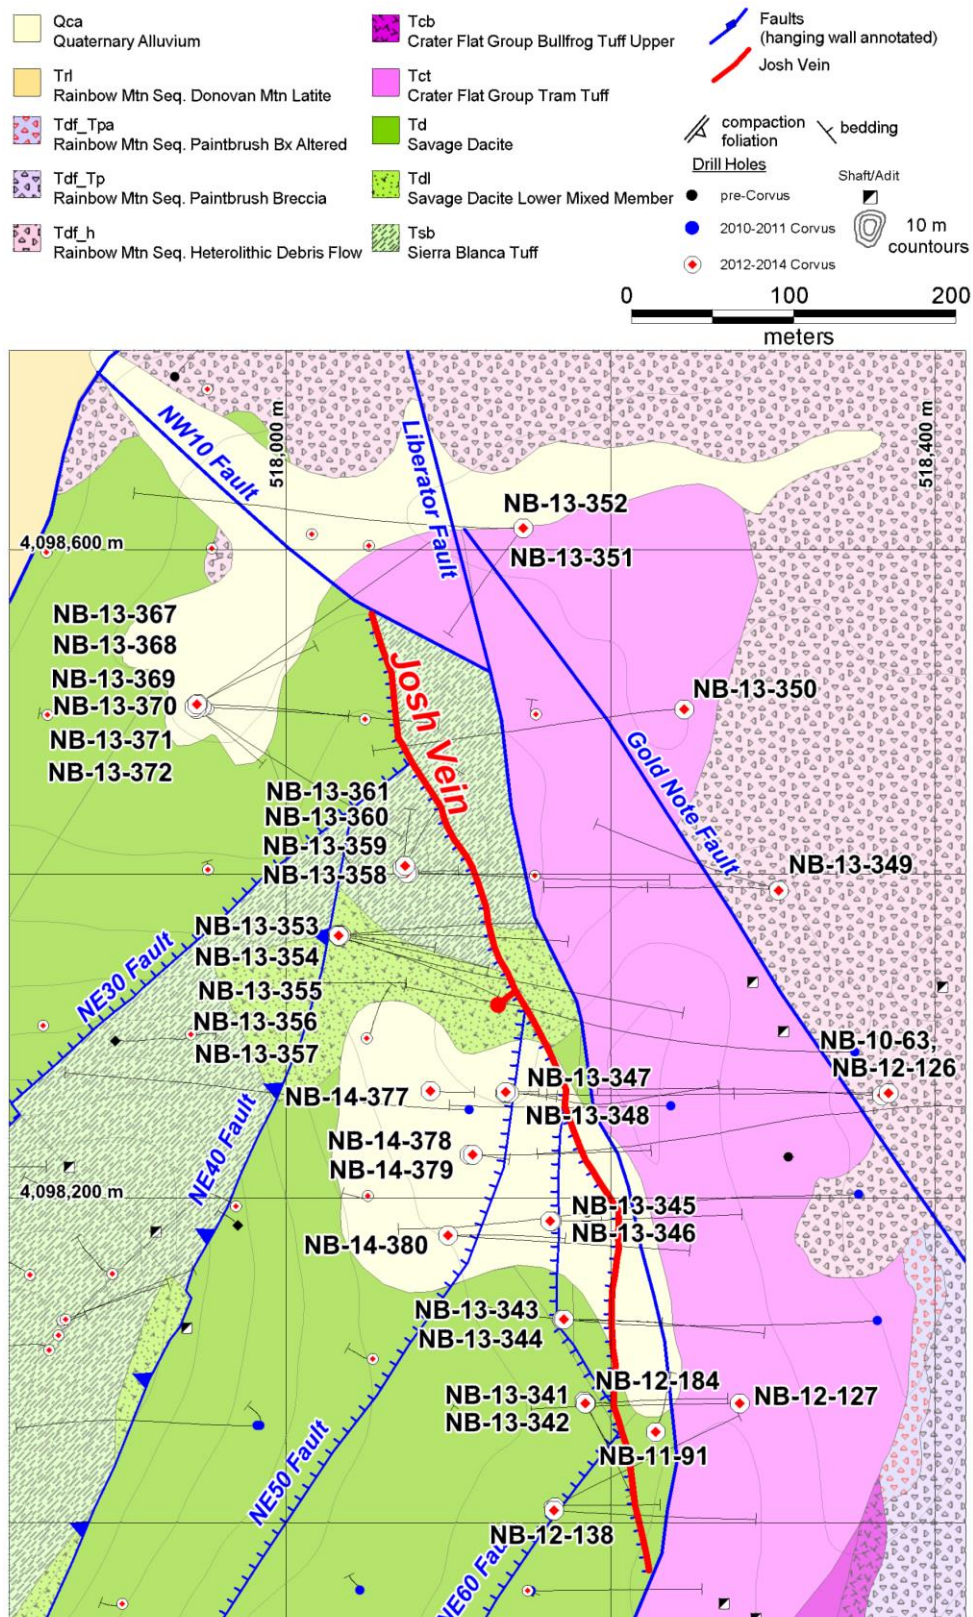 Qca
Quaternary Alluvium
Trl
Rainbow Mtn Seq. Donovan Mtn Latite
Tdf_Tpa
Rainbow Mtn Seq. Paintbrush Bx Altered
Tdf_Tp
Rainbow Mtn Seq. Paintbrush Breccia
Tdf_h
Rainbow Mtn Seq. Heterolithic Debris Flow
Tcb
Crater Flat Group Bullfrog Tuff Upper
Tct
Crater Flat Group Tram Tuff
Td
Savage Dacite
Tdl
Savage Dacite Lower Mixed Member
Tsb
Sierra Blanca Tuff
Faults
(hanging wall annotated)
Josh Vein
compaction
foliation
bedding
Drill Holes
pre-Corvus
2010-2011 Corvus
2012-2014 Corvus
Shaft/Adit
10 m
countours
0 100 200
meters
518,000 m
518,400 m
NW10 Fault
Liberator Fault
NB-13-352
4,098,600 m
NB-13-351
NB-13-367
NB-13-368
NB-13-369
NB-13-370
NB-13-371
NB-13-372
Josh Vein
NB-13-350
Gold Note Fault
NB-13-361
NB-13-360
NB-13-359
NB-13-358
NB-13-349
NB-13-353
NB-13-354
NB-13-355
NB-13-356
NB-13-357
NE30 Fault
NB-10-63,
NB-12-126
NB-14-377
NB-13-347
NB-13-348
NE40 Fault
NB-14-378
NB-14-379
4,098,200 m
NB-13-345
NB-13-346
NB-14-380
NB-13-343
NB-13-344
NB-12-184
NB-13-341
NB-13-342
NB-12-127
NB-11-91
NE50 Fault
NB-12-138
NE60 Fau